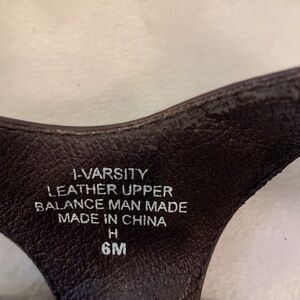 I-VARSITY
LEATHER UPPER
BALANCE MAN MADE
MADE IN CHINA
H
6M